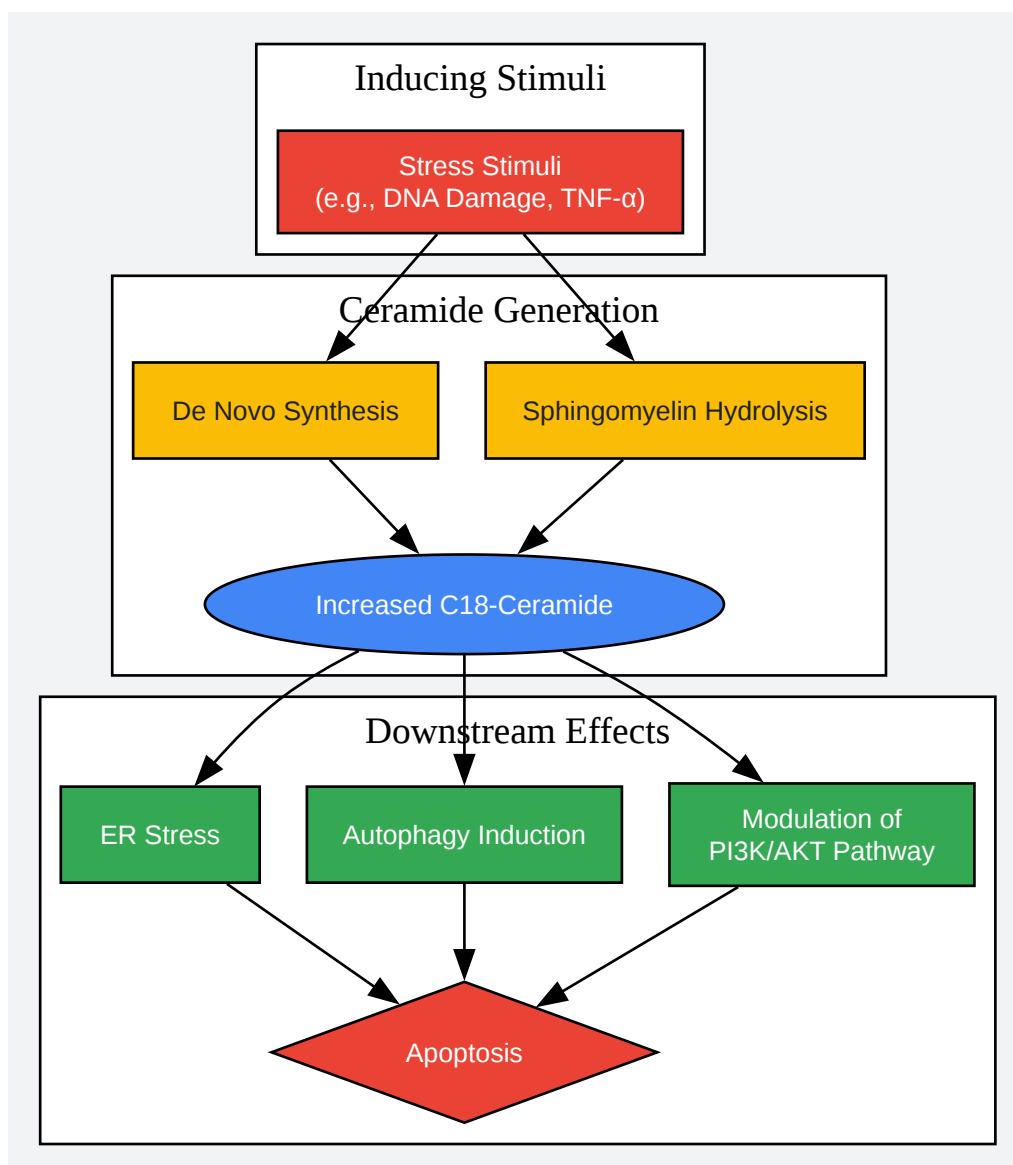 Inducing Stimuli
Stress Stimuli
(e.g., DNA Damage, TNF-α)
Ceramide Generation
De Novo Synthesis
Sphingomyelin Hydrolysis
Increased C18-Ceramide
Downstream Effects
ER Stress
Autophagy Induction
Modulation of
PI3K/AKT Pathway
Apoptosis